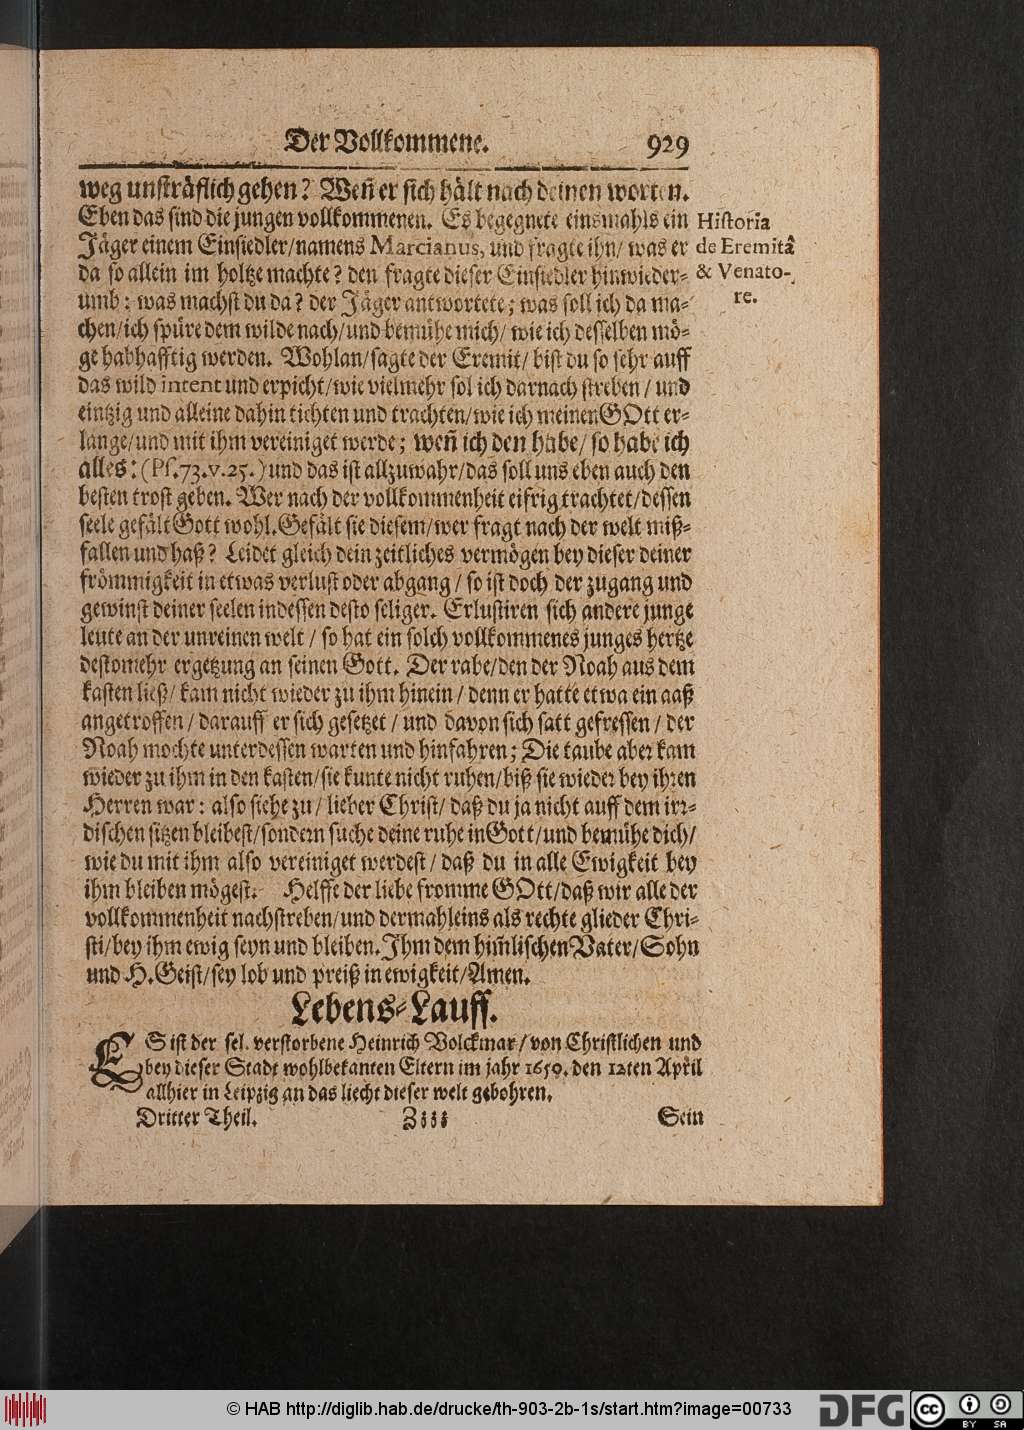 Der Vollkommene. 929
weg unsträflich gehen? Weñ er sich hält nach deinen worten.
Eben das sind die jungen vollkommenen. Es begegnete einsmahls ein
Jäger einem Einsiedler/namens Marcianus, und fragte ihn/ was er
da so allein im holtze machte? den fragte dieser Einsiedler hinwieder-
umb: was machst du da? der Jäger antwortete; was soll ich da ma-
chen/ich spüre dem wilde nach/und bemühe mich/ wie ich desselben mö-
ge habhafftig werden. Wohlan/sagte der Eremit/ bist du so sehr auff
das wild intent und erpicht/wie vielmehr sol ich darnach streben / und
eintzig und alleine dahin tichten und trachten/wie ich meinen GOtt er-
lange/und mit ihm vereiniget werde; weñ ich den habe/ so habe ich
alles: (Ps.73.v.25.) und das ist allzuwahr/das soll uns eben auch den
besten trost geben. Wer nach der vollkommenheit eifrig trachtet/dessen
seele gefält Gott wohl. Gefält sie diesem/wer fragt nach der welt miß-
fallen und haß? Leidet gleich dein zeitliches vermögen bey dieser deiner
frömmigkeit in etwas verlust oder abgang / so ist doch der zugang und
gewinst deiner seelen indessen desto seliger. Erlustiren sich andere junge
leute an der unreinen welt / so hat ein solch vollkommenes junges hertze
destomehr ergetzung an seinen Gott. Der rabe/den der Noah aus dem
kasten ließ/ kam nicht wieder zu ihm hinein / denn er hatte etwa ein aaß
angetroffen / darauff er sich gesetzet / und davon sich satt gefressen / der
Noah mochte unterdessen warten und hinfahren; Die taube aber kam
wieder zu ihm in den kasten/sie kunte nicht ruhen/biß sie wieder bey ihren
Herren war: also siehe zu / lieber Christ/ daß du ja nicht auff dem irr-
dischen sitzen bleibest/sondern suche deine ruhe in Gott/und bemühe dich/
wie du mit ihm also vereiniget werdest / daß du in alle Ewigkeit bey
ihm bleiben mögest. Helffe der liebe fromme GOtt/daß wir alle der
vollkommenheit nachstreben/und dermahleins als rechte glieder Chri-
sti/bey ihm ewig seyn und bleiben. Ihm dem him̃lischen Vater/Sohn
und H. Geist/sey lob und preiß in ewigkeit/Amen.
Historia
de Eremitâ
& Venato-
re.
Lebens-Lauff.
ES ist der sel. verstorbene Heinrich Volckmar/von Christlichen und
bey dieser Stadt wohlbekanten Eltern im jahr 1659. den 12ten April
allhier in Leipzig an das liecht dieser welt gebohren.
Dritter Theil. Zzzz Sein
© HAB http://diglib.hab.de/drucke/th-903-2b-1s/start.htm?image=00733
DFG
cc BY SA